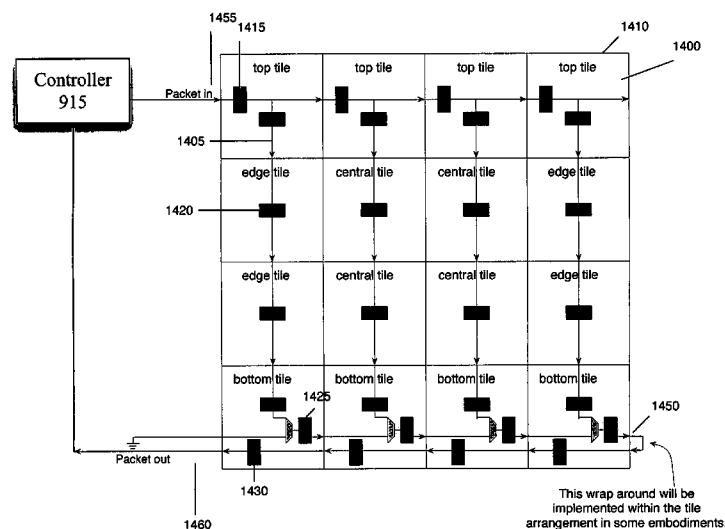 1455
1415
1410
1400
Controller
915
Packet in
top tile
top tile
top tile
top tile
1405
edge tile
central tile
central tile
edge tile
1420
edge tile
central tile
central tile
edge tile
bottom tile
bottom tile
bottom tile
bottom tile
1425
1450
Packet out
1430
1460
This wrap around will be
implemented within the tile
arrangement in some embodiments